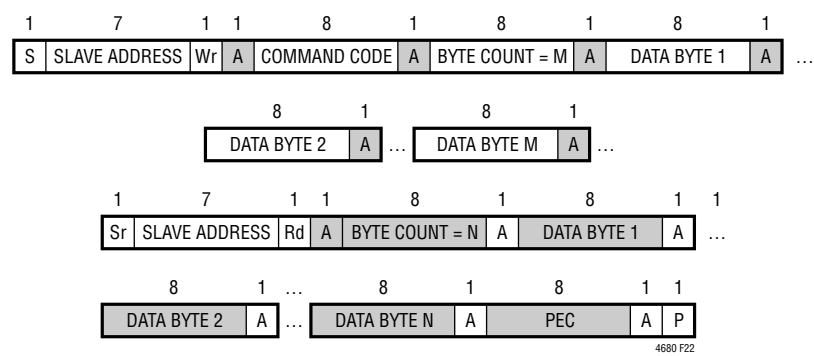 1 7 1 1 8 1 8 1 8 1
S SLAVE ADDRESS Wr A COMMAND CODE A BYTE COUNT = M A DATA BYTE 1 A …
8 1 8 1
DATA BYTE 2 A … DATA BYTE M A …
1 7 1 1 8 1 8 1 1
Sr SLAVE ADDRESS Rd A BYTE COUNT = N A DATA BYTE 1 A …
8 1 … 8 1 8 1 1
DATA BYTE 2 A … DATA BYTE N A PEC A P
4680 F22